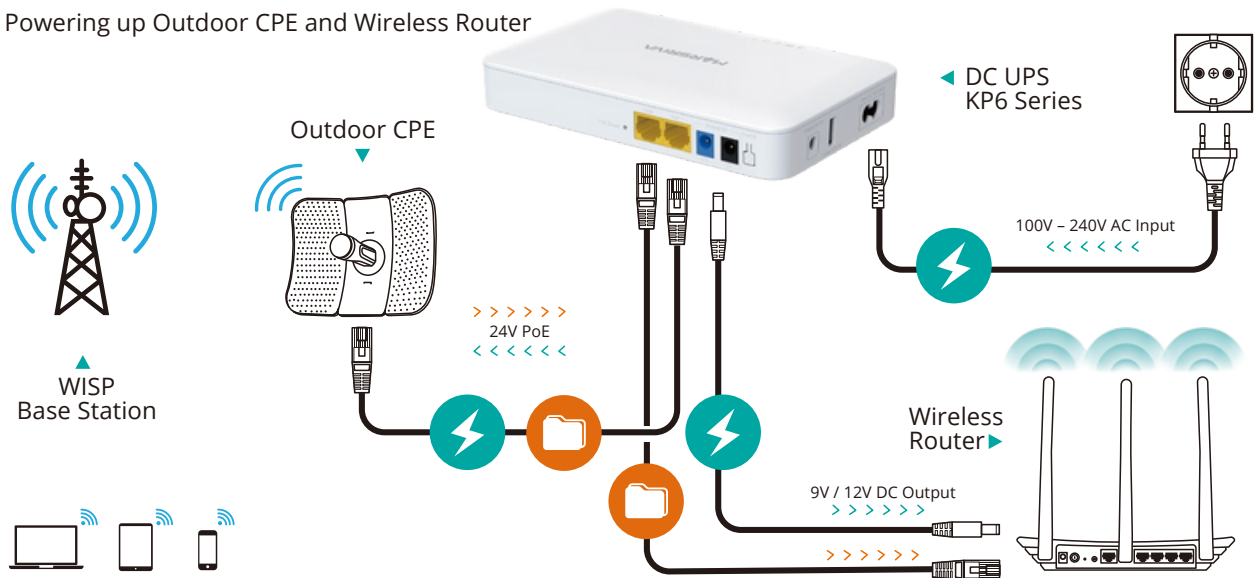 Powering up Outdoor CPE and Wireless Router
DC UPS
KP6 Series
Outdoor CPE
100V – 240V AC Input
24V PoE
WISP
Base Station
Wireless
Router
9V / 12V DC Output